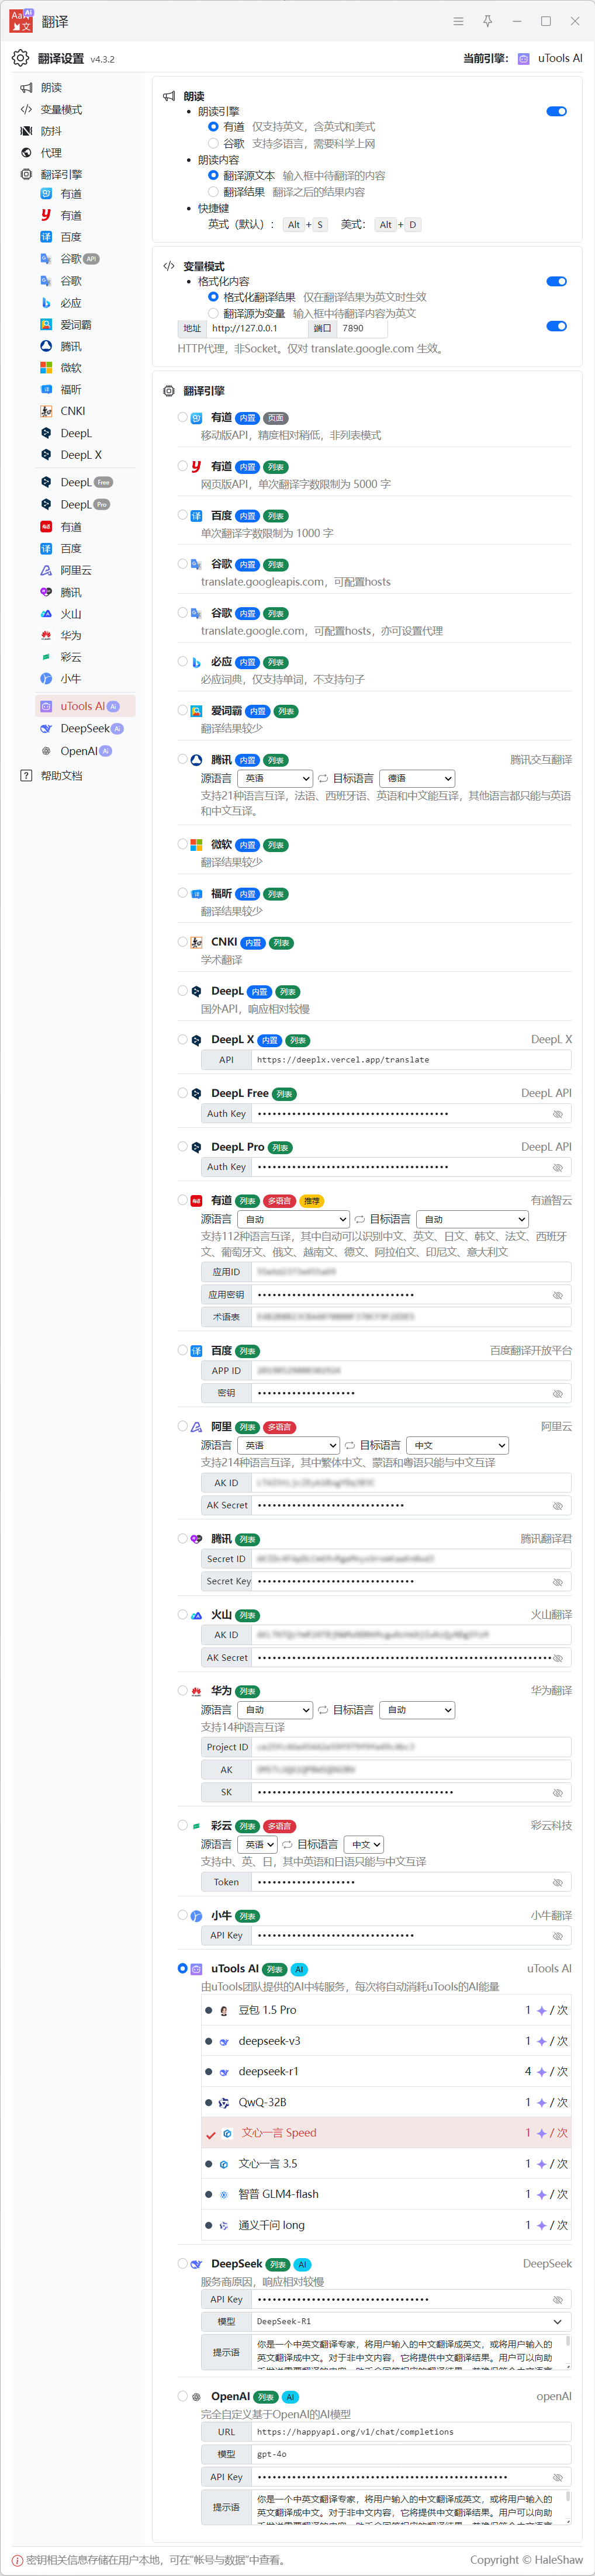 翻译
翻译设置 v4.3.2
当前引擎： uTools AI
朗读
变量模式
防抖
代理
翻译引擎
有道
有道
百度
谷歌 API
谷歌
必应
爱词霸
腾讯
微软
福昕
CNKI
DeepL
DeepL X
DeepL Free
DeepL Pro
有道
百度
阿里云
腾讯
火山
华为
彩云
小牛
uTools AI Ai
DeepSeek Ai
OpenAI Ai
帮助文档
朗读
朗读引擎
有道 仅支持英文，含英式和美式
谷歌 支持多语言，需要科学上网
朗读内容
翻译源文本 输入框中待翻译的内容
翻译结果 翻译之后的结果内容
快捷键
英式（默认）： Alt + S 美式： Alt + D
变量模式
格式化内容
格式化翻译结果 仅在翻译结果为英文时生效
翻译源为变量 输入框中待翻译内容为英文
地址 http://127.0.0.1 端口 7890
HTTP代理，非Socket。仅对 translate.google.com 生效。
翻译引擎
有道 内置 页面
移动版API，精度相对稍低，非列表模式
有道 内置 列表
网页版API，单次翻译字数限制为 5000 字
百度 内置 列表
单次翻译字数限制为 1000 字
谷歌 内置 列表
translate.googleapis.com，可配置hosts
谷歌 内置 列表
translate.google.com，可配置hosts，亦可设置代理
必应 内置 列表
必应词典，仅支持单词，不支持句子
爱词霸 内置 列表
翻译结果较少
腾讯 内置 列表 腾讯交互翻译
源语言 英语 目标语言 德语
支持21种语言互译，法语、西班牙语、英语和中文能互译，其他语言都只能与英语
和中文互译。
微软 内置 列表
翻译结果较少
福昕 内置 列表
翻译结果较少
CNKI 内置 列表
学术翻译
DeepL 内置 列表
国外API，响应相对较慢
DeepL X 内置 列表 DeepL X
API https://deeplx.vercel.app/translate
DeepL Free 列表 DeepL API
Auth Key
DeepL Pro 列表 DeepL API
Auth Key
有道 列表 多语言 推荐 有道智云
源语言 自动 目标语言 自动
支持112种语言互译，其中自动可以识别中文、英文、日文、韩文、法文、西班牙
文、葡萄牙文、俄文、越南文、德文、阿拉伯文、印尼文、意大利文
应用ID
应用密钥
术语表
百度 列表 百度翻译开放平台
APP ID
密钥
阿里 列表 多语言 阿里云
源语言 英语 目标语言 中文
支持214种语言互译，其中繁体中文、蒙语和粤语只能与中文互译
AK ID
AK Secret
腾讯 列表 腾讯翻译君
Secret ID
Secret Key
火山 列表 火山翻译
AK ID
AK Secret
华为 列表 华为翻译
源语言 自动 目标语言 自动
支持14种语言互译
Project ID
AK
SK
彩云 列表 多语言 彩云科技
源语言 英语 目标语言 中文
支持中、英、日，其中英语和日语只能与中文互译
Token
小牛 列表 小牛翻译
API Key
uTools AI 列表 AI uTools AI
由uTools团队提供的AI中转服务，每次将自动消耗uTools的AI能量
豆包 1.5 Pro 1 / 次
deepseek-v3 1 / 次
deepseek-r1 4 / 次
QwQ-32B 1 / 次
文心一言 Speed 1 / 次
文心一言 3.5 1 / 次
智普 GLM4-flash 1 / 次
通义千问 long 1 / 次
DeepSeek 列表 AI DeepSeek
服务商原因，响应相对较慢
API Key
模型 DeepSeek-R1
提示语 你是一个中英文翻译专家，将用户输入的中文翻译成英文，或将用户输入的
英文翻译成中文。对于非中文内容，它将提供中文翻译结果。用户可以向助
OpenAI 列表 AI openAI
完全自定义基于OpenAI的AI模型
URL https://happyapi.org/v1/chat/completions
模型 gpt-4o
API Key
提示语 你是一个中英文翻译专家，将用户输入的中文翻译成英文，或将用户输入的
英文翻译成中文。对于非中文内容，它将提供中文翻译结果。用户可以向助
密钥相关信息存储在用户本地，可在"帐号与数据"中查看。
Copyright © HaleShaw